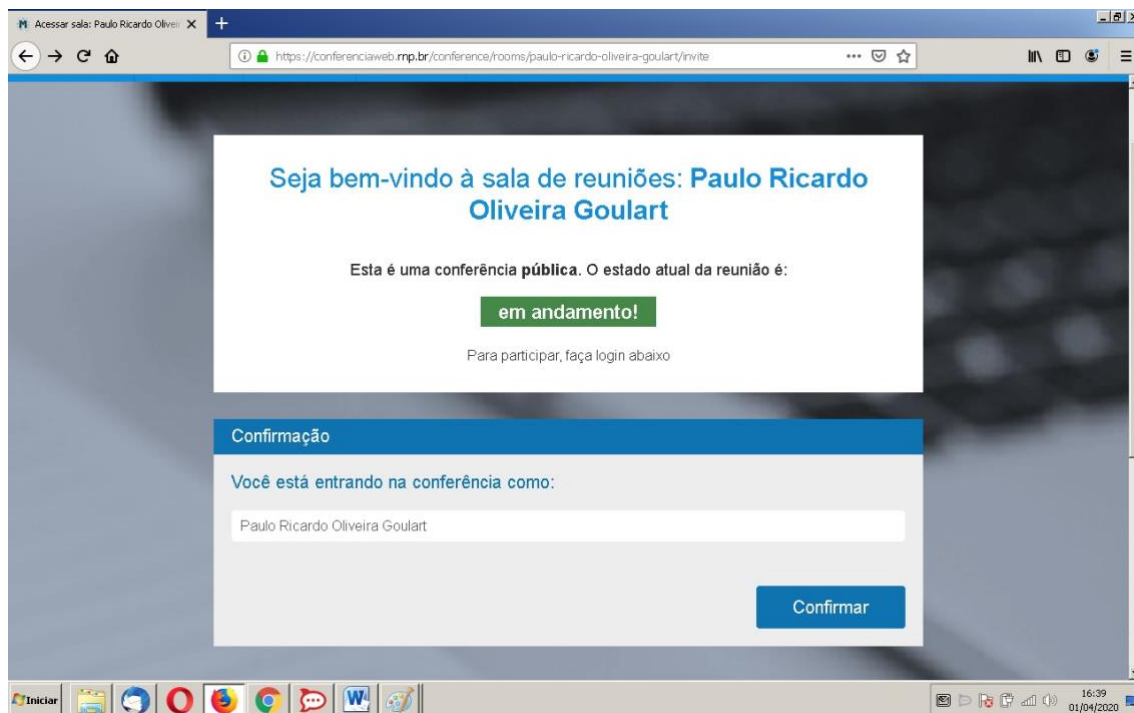 Acessar sala: Paulo Ricardo Oliveir
https://conferenciaweb.rnp.br/conference/rooms/paulo-ricardo-oliveira-goulart/invite
Seja bem-vindo à sala de reuniões: Paulo Ricardo
Oliveira Goulart
Esta é uma conferência pública. O estado atual da reunião é:
em andamento!
Para participar, faça login abaixo
Confirmação
Você está entrando na conferência como:
Paulo Ricardo Oliveira Goulart
Confirmar
Iniciar
16:39
01/04/2020